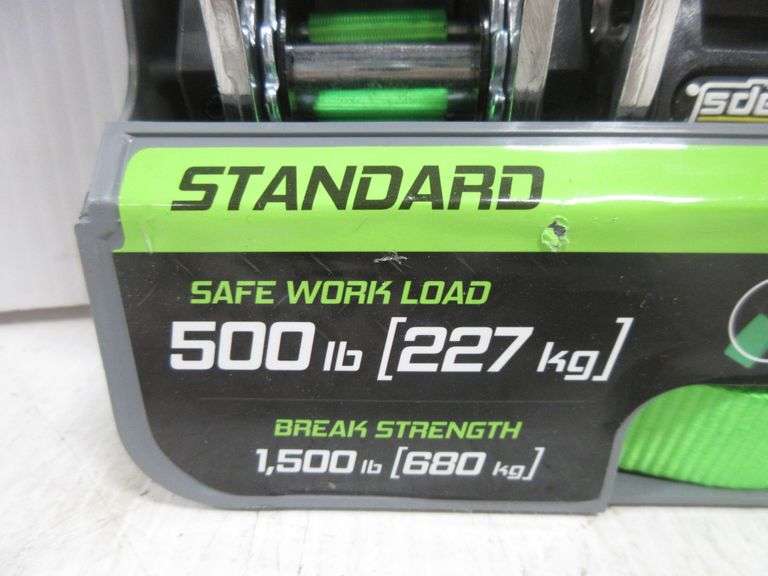 STANDARD
SAFE WORK LOAD
500 lb [227 kg]
BREAK STRENGTH
1,500 lb [680 kg]